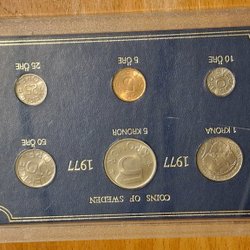 COINS OF SWEDEN
1977 1977
1 KRONA 5 KRONOR 50 ÖRE
10 ÖRE 5 ÖRE 25 ÖRE